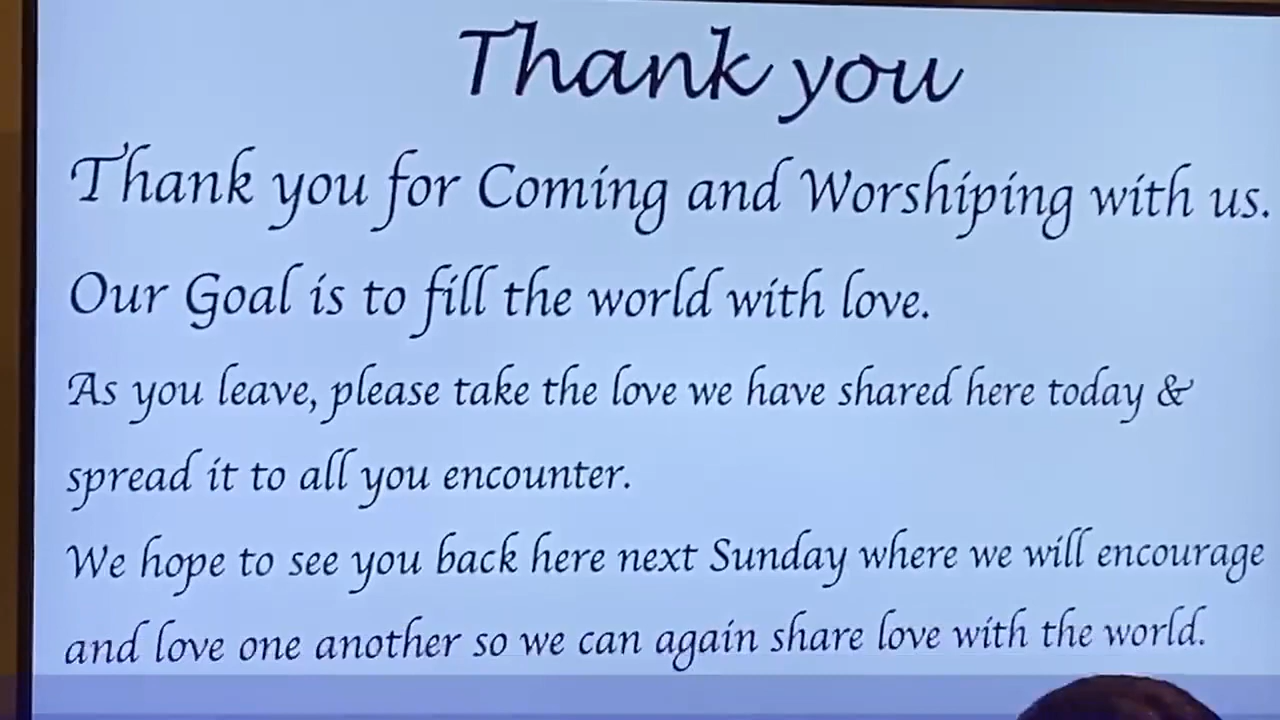 Thank you
Thank you for Coming and Worshiping with us.
Our Goal is to fill the world with love.
As you leave, please take the love we have shared here today &
spread it to all you encounter.
We hope to see you back here next Sunday where we will encourage
and love one another so we can again share love with the world.